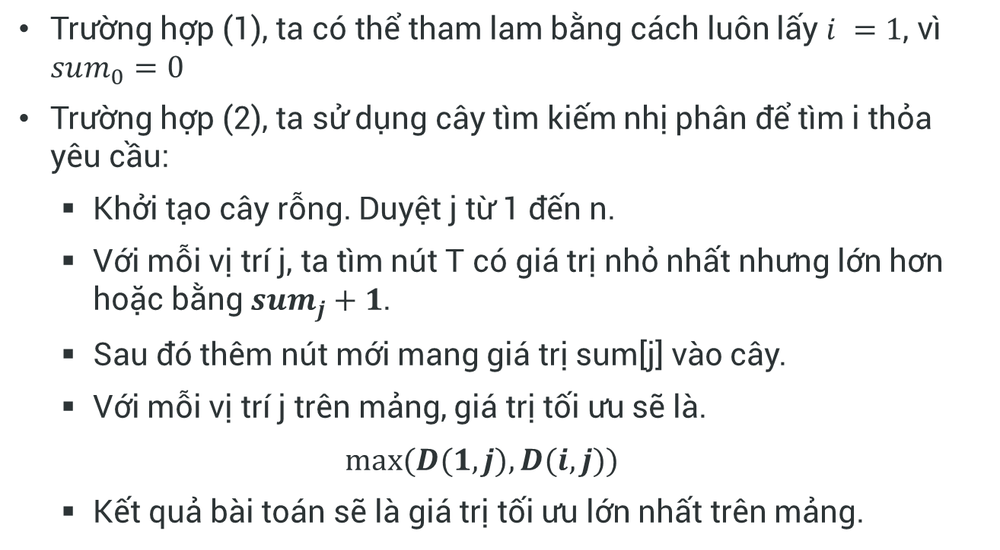 • Trường hợp (1), ta có thể tham lam bằng cách luôn lấy i = 1, vì
sum₀ = 0
• Trường hợp (2), ta sử dụng cây tìm kiếm nhị phân để tìm i thỏa
yêu cầu:
▪ Khởi tạo cây rỗng. Duyệt j từ 1 đến n.
▪ Với mỗi vị trí j, ta tìm nút T có giá trị nhỏ nhất nhưng lớn hơn
hoặc bằng sumⱼ + 1.
▪ Sau đó thêm nút mới mang giá trị sum[j] vào cây.
▪ Với mỗi vị trí j trên mảng, giá trị tối ưu sẽ là.
max(D(1,j), D(i,j))
▪ Kết quả bài toán sẽ là giá trị tối ưu lớn nhất trên mảng.